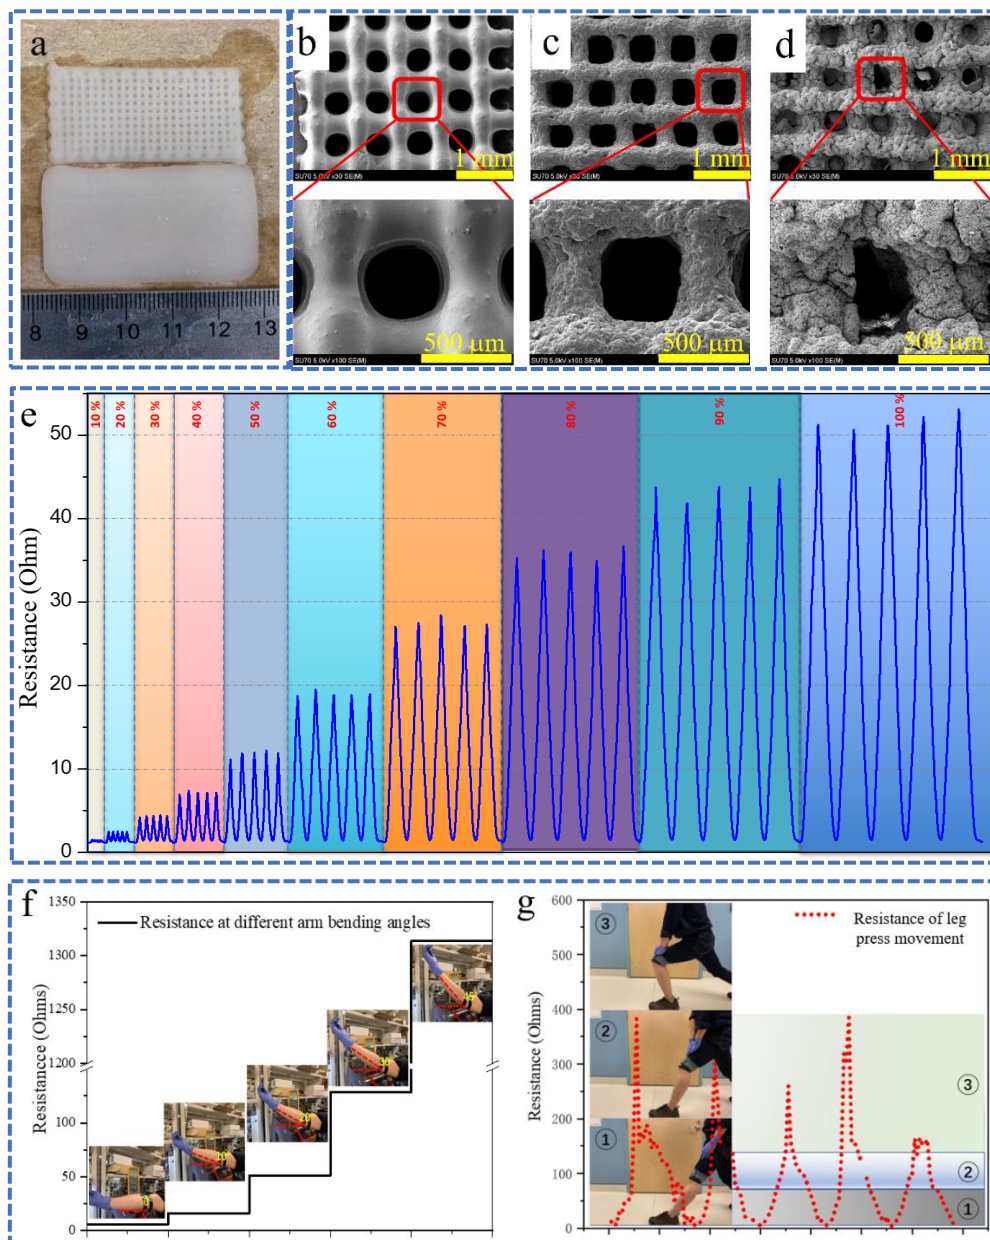 a
8 9 10 11 12 13
b
1 mm
SU70 5.0kV x30 SE(M)
500 μm
SU70 5.0kV x100 SE(M)
c
1 mm
SU70 5.0kV x30 SE(M)
500 μm
SU70 5.0kV x100 SE(M)
d
1 mm
SU70 5.0kV x30 SE(M)
500 μm
SU70 5.0kV x100 SE(M)
e
10 %
20 %
30 %
40 %
50 %
60 %
70 %
80 %
90 %
100 %
Resistance (Ohm)
50
40
30
20
10
0
f
Resistance at different arm bending angles
Resistancce (Ohms)
1350
1300
1250
1200
100
50
0
20°
30°
45°
g
Resistance of leg
press movement
Resistance (Ohms)
600
500
400
300
200
100
0
③
②
①
③
②
①